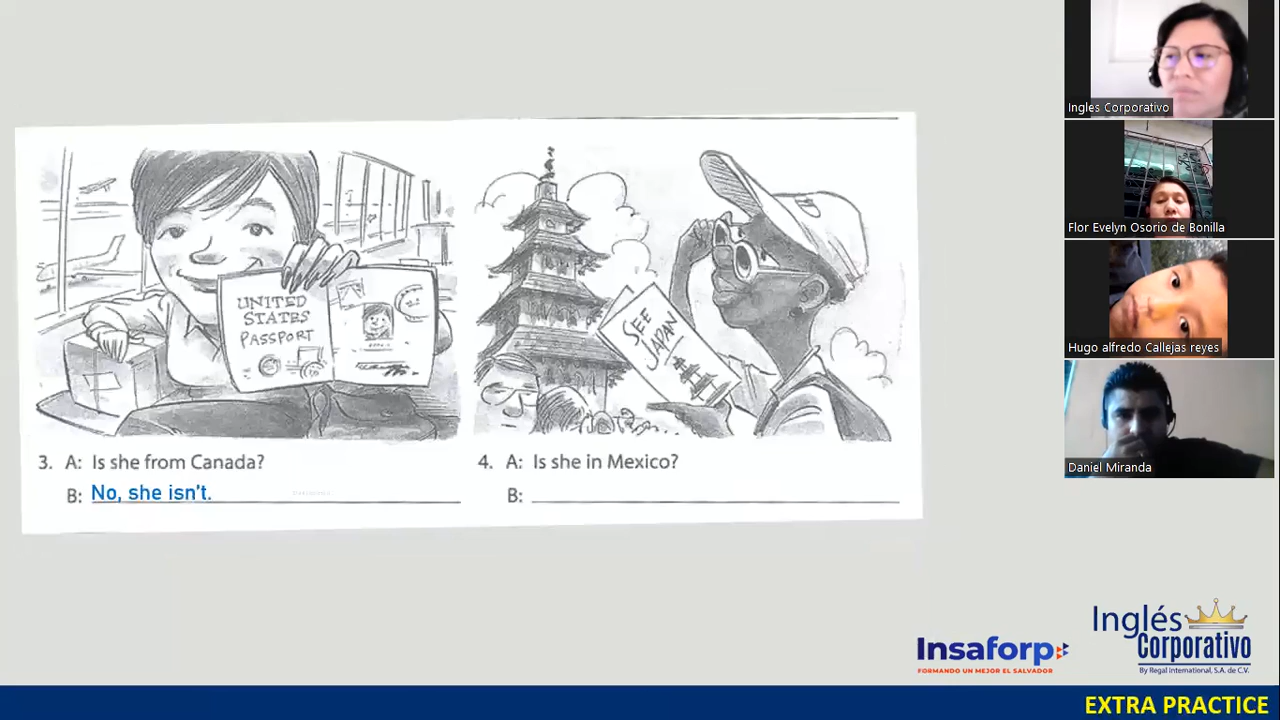 Ingles Corporativo
Flor Evelyn Osorio de Bonilla
Hugo alfredo Callejas reyes
Daniel Miranda
UNITED
STATES
PASSPORT
SEE
JAPAN
3. A: Is she from Canada?
B: No, she isn't.
4. A: Is she in Mexico?
B:
Insaforp
FORMANDO UN MEJOR EL SALVADOR
Inglés
Corporativo
By Regal International, S.A. de C.V.
EXTRA PRACTICE